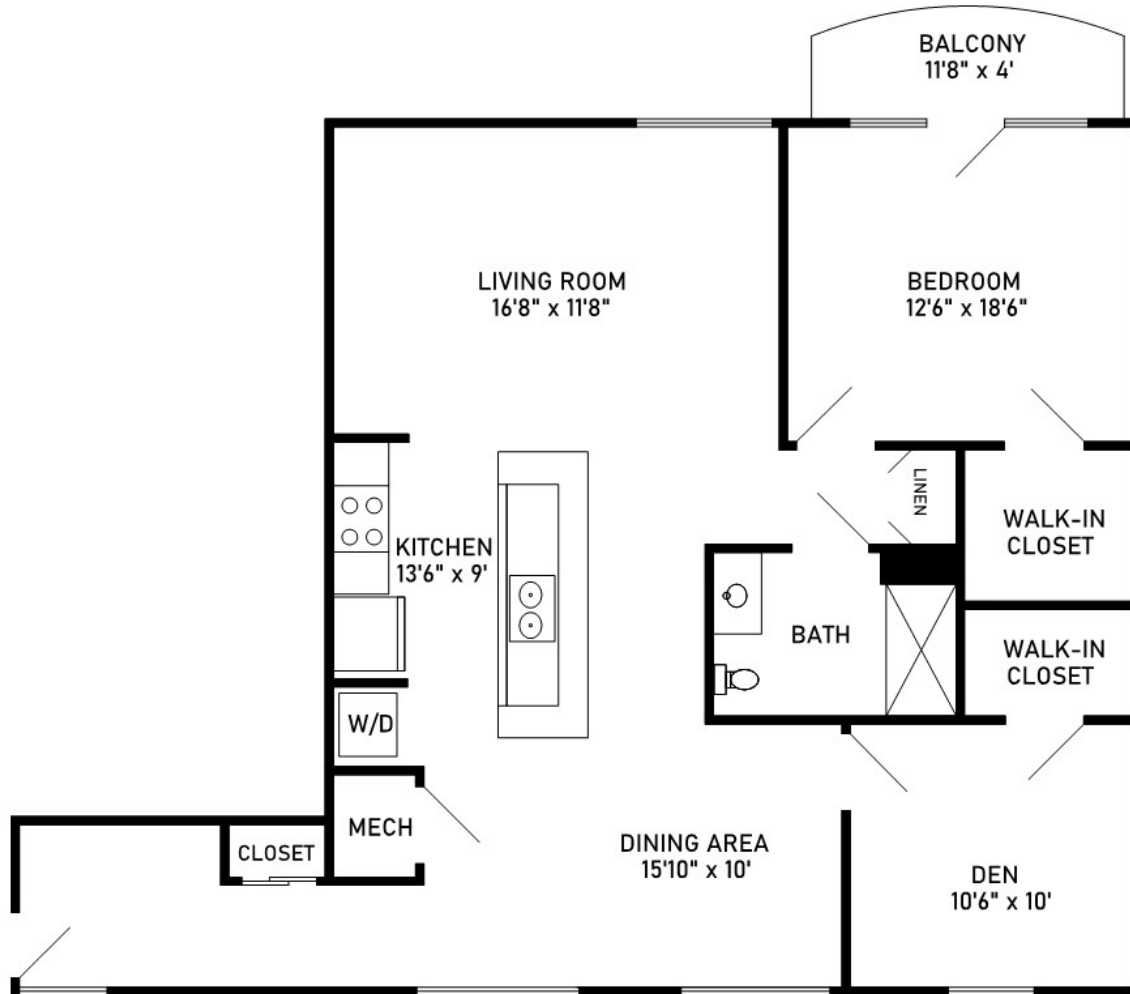 BALCONY
11'8" x 4'
LIVING ROOM
16'8" x 11'8"
BEDROOM
12'6" x 18'6"
LINEN
WALK-IN
CLOSET
KITCHEN
13'6" x 9'
BATH
WALK-IN
CLOSET
W/D
MECH
CLOSET
DINING AREA
15'10" x 10'
DEN
10'6" x 10'